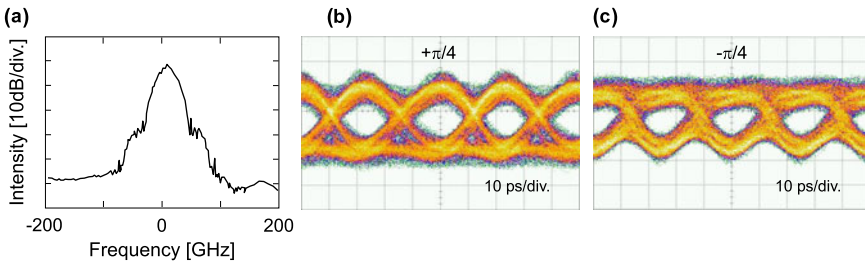 (a)
Intensity [10dB/div.]
-200
0
200
Frequency [GHz]
(b)
+π/4
10 ps/div.
(c)
-π/4
10 ps/div.